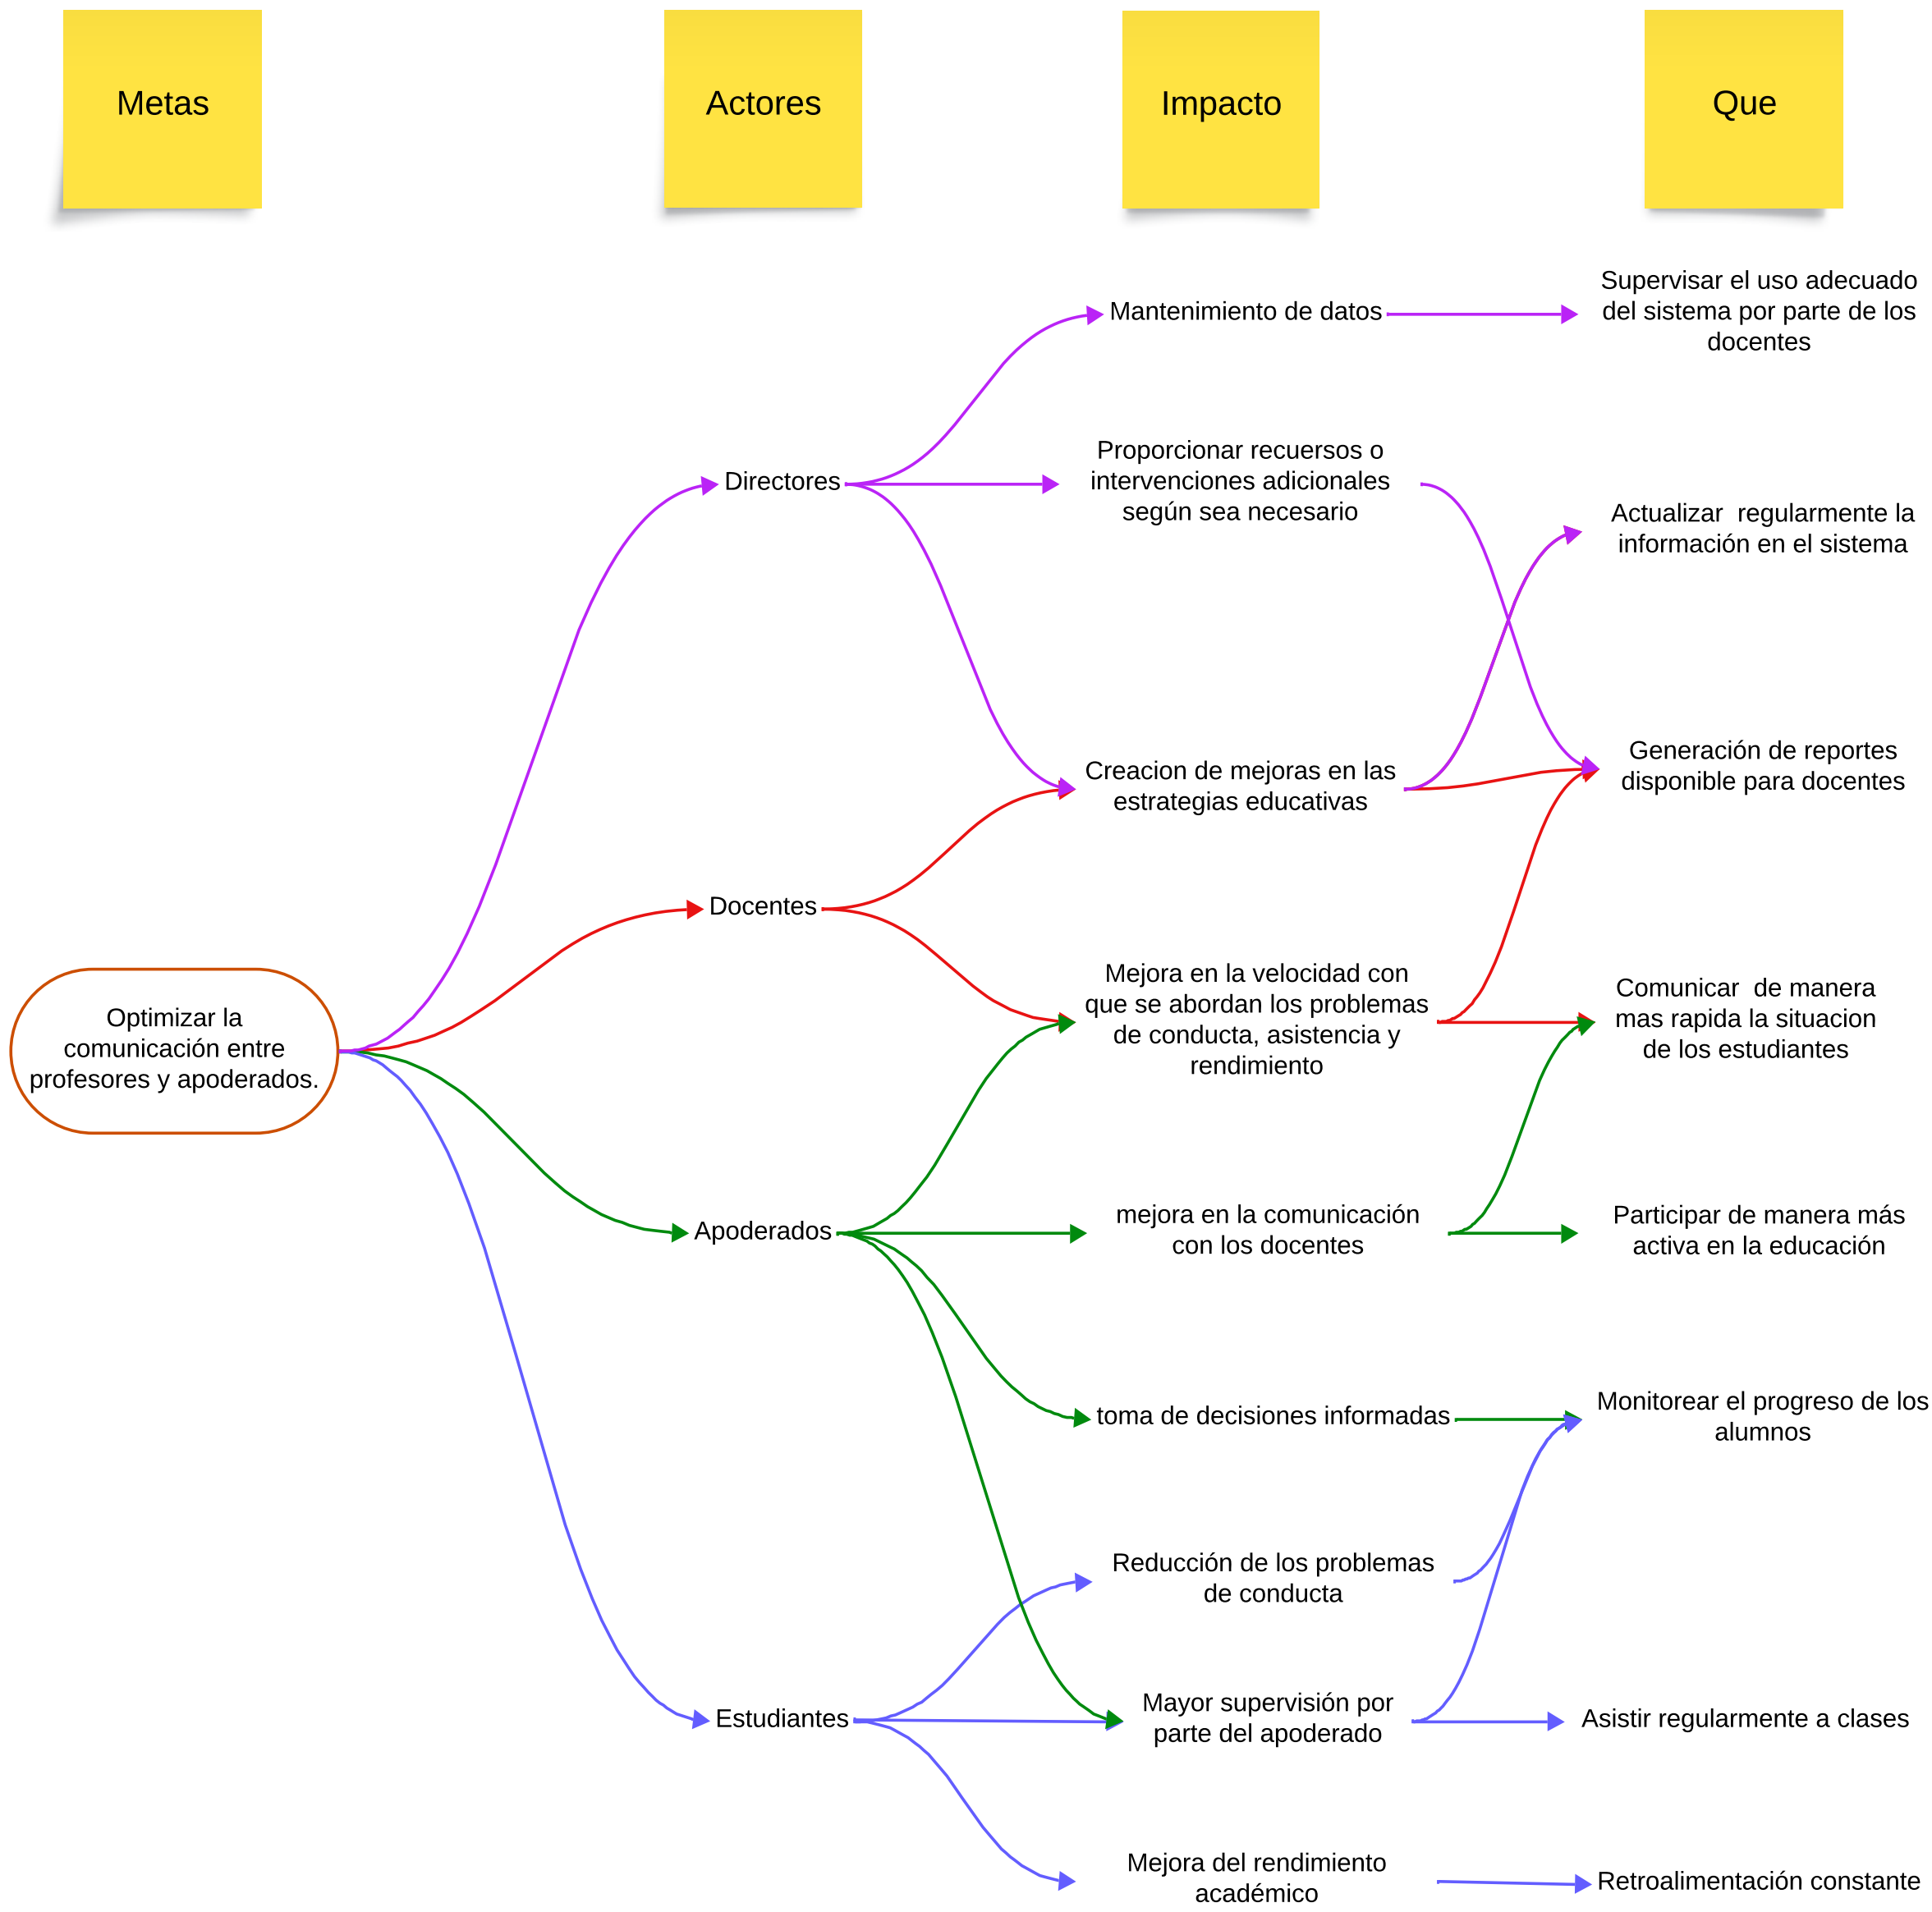 Metas
Actores
Impacto
Que
Optimizar la
comunicación entre
profesores y apoderados.
Directores
Docentes
Apoderados
Estudiantes
Mantenimiento de datos
Proporcionar recuersos o
intervenciones adicionales
según sea necesario
Creacion de mejoras en las
estrategias educativas
Mejora en la velocidad con
que se abordan los problemas
de conducta, asistencia y
rendimiento
mejora en la comunicación
con los docentes
toma de decisiones informadas
Reducción de los problemas
de conducta
Mayor supervisión por
parte del apoderado
Mejora del rendimiento
académico
Supervisar el uso adecuado
del sistema por parte de los
docentes
Actualizar  regularmente la
información en el sistema
Generación de reportes
disponible para docentes
Comunicar  de manera
mas rapida la situacion
de los estudiantes
Participar de manera más
activa en la educación
Monitorear el progreso de los
alumnos
Asistir regularmente a clases
Retroalimentación constante